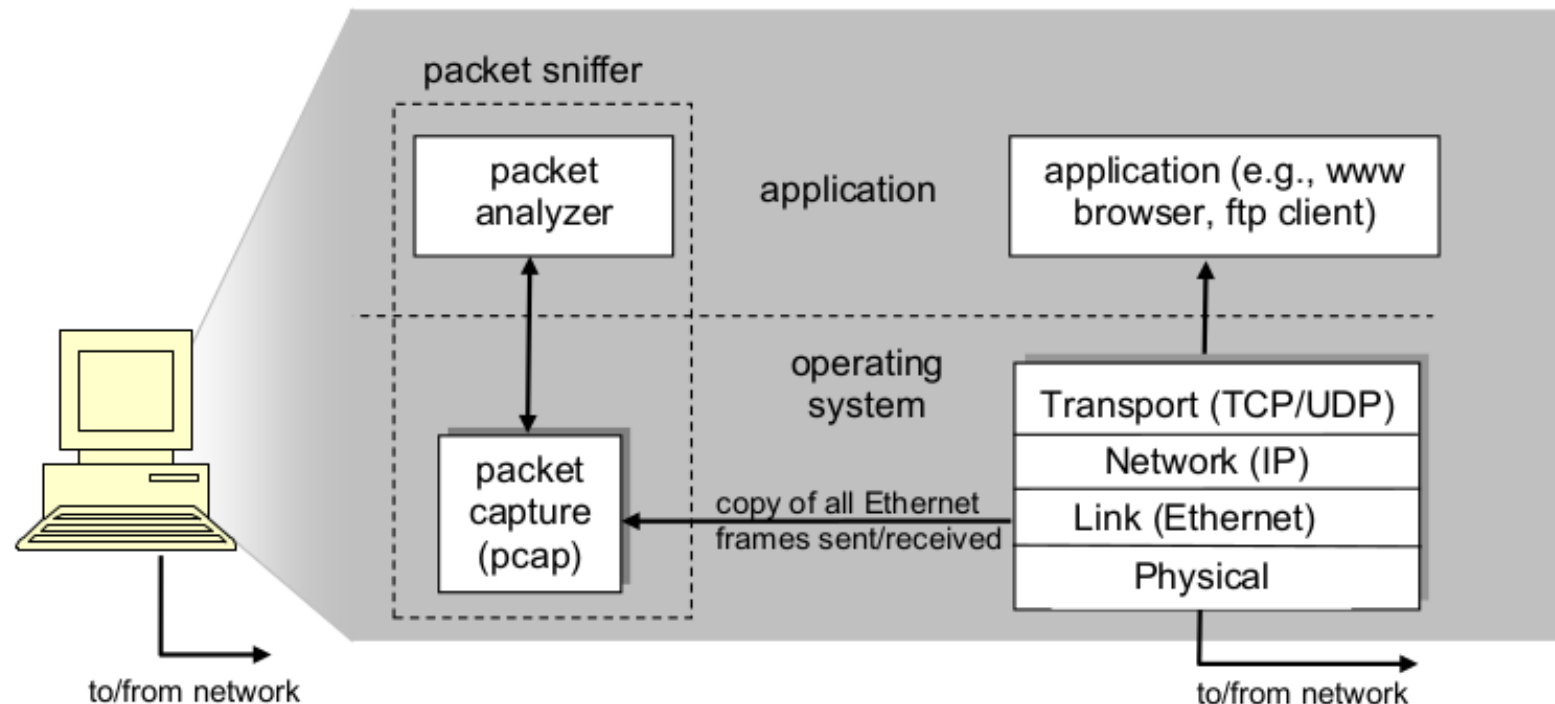 packet sniffer
packet
analyzer
application
application (e.g., www
browser, ftp client)
operating
system
packet
capture
(pcap)
copy of all Ethernet
frames sent/received
Transport (TCP/UDP)
Network (IP)
Link (Ethernet)
Physical
to/from network
to/from network